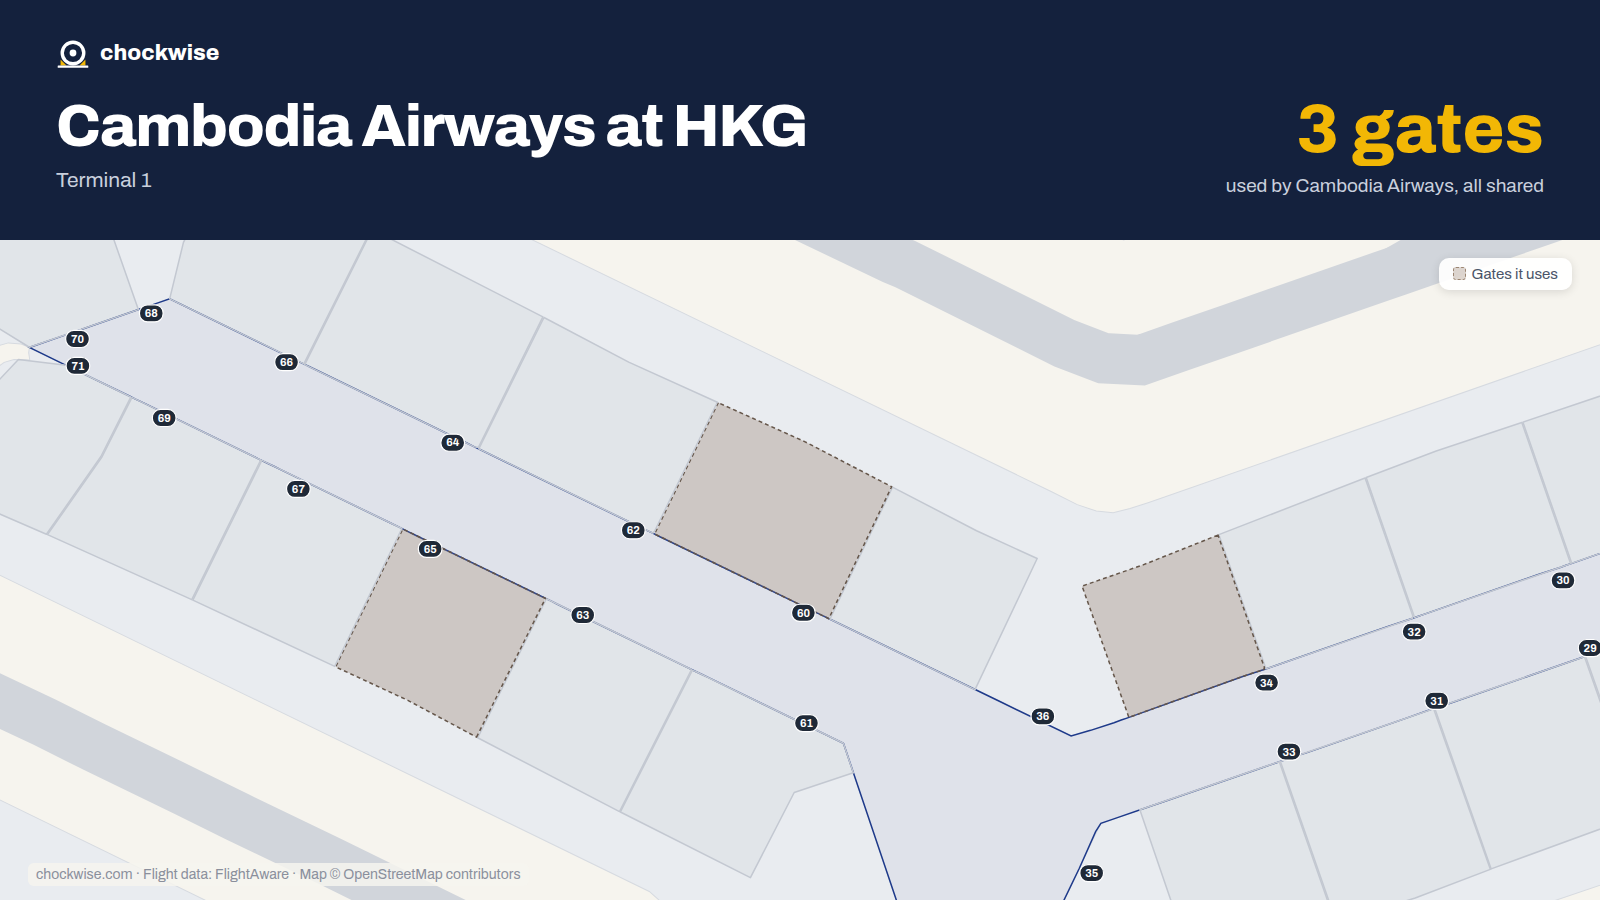 chockwise
Cambodia Airways at HKG
Terminal 1
3 gates
used by Cambodia Airways, all shared
Gates it uses
68
70
71
66
69
64
67
62
65
60
63
61
36
34
32
30
29
31
33
35
chockwise.com · Flight data: FlightAware · Map © OpenStreetMap contributors